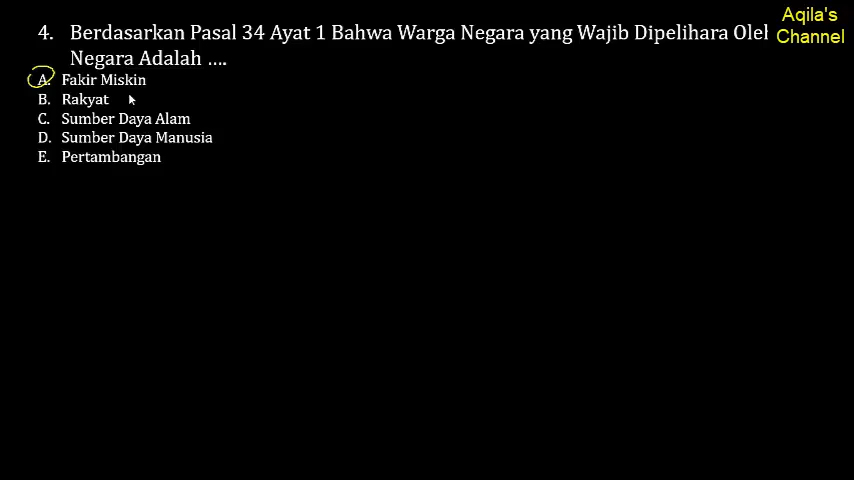 Aqila's
Channel
4. Berdasarkan Pasal 34 Ayat 1 Bahwa Warga Negara yang Wajib Dipelihara Oleh
Negara Adalah ....
A. Fakir Miskin
B. Rakyat
C. Sumber Daya Alam
D. Sumber Daya Manusia
E. Pertambangan